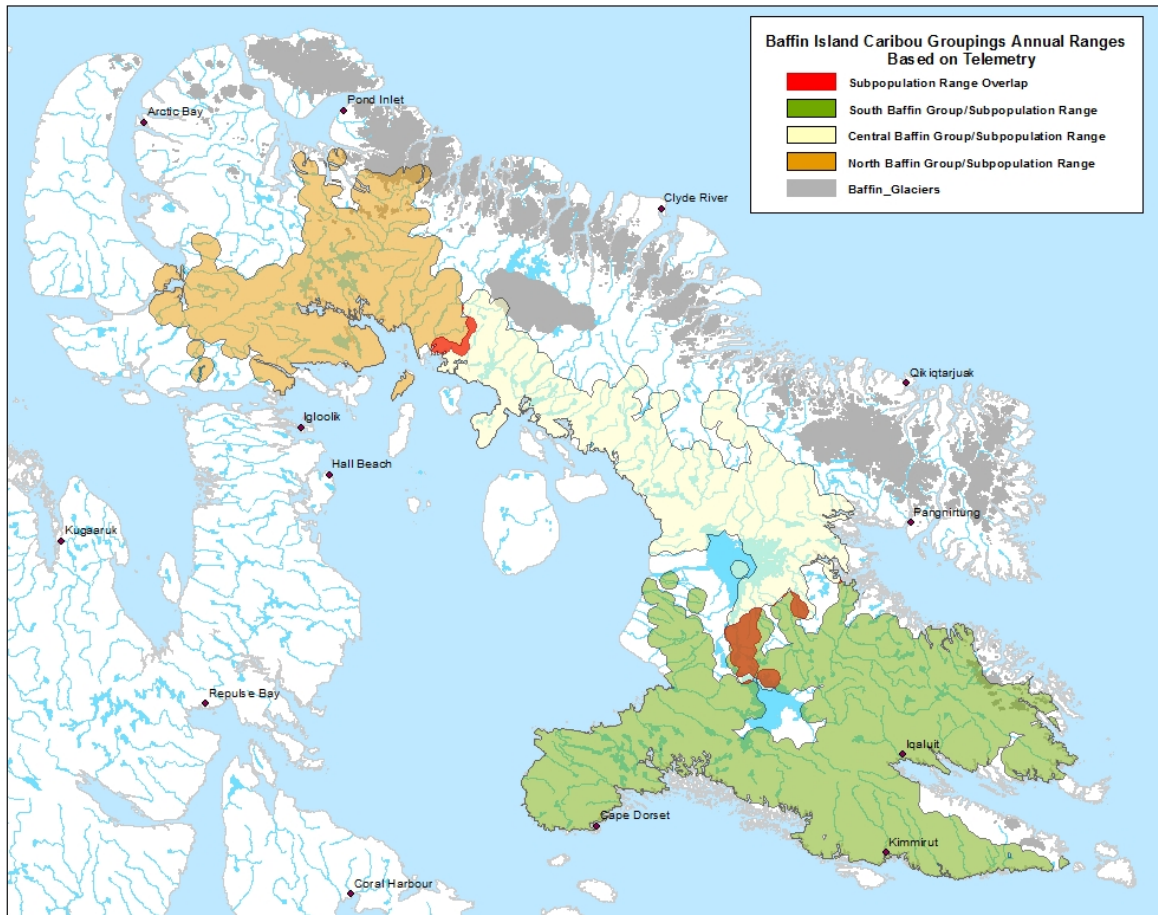 Baffin Island Caribou Groupings Annual Ranges
Based on Telemetry
Subpopulation Range Overlap
South Baffin Group/Subpopulation Range
Central Baffin Group/Subpopulation Range
North Baffin Group/Subpopulation Range
Baffin_Glaciers
Pond Inlet
Arctic Bay
Clyde River
Qikiqtarjuak
Igloolik
Hall Beach
Pangnirtung
Kugaaruk
Repulse Bay
Iqaluit
Cape Dorset
Kimmirut
Coral Harbour